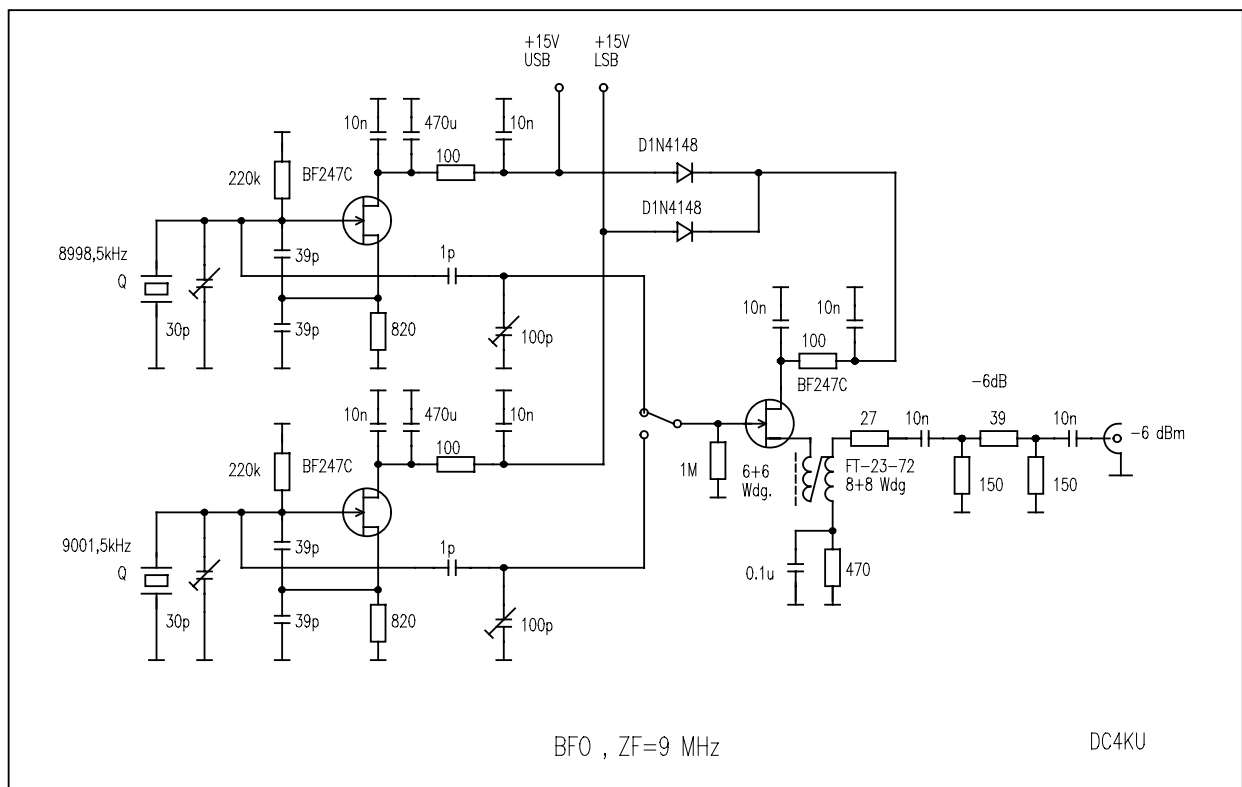 +15V +15V
USB LSB
10n 470u 10n
D1N4148
100
220k BF247C
D1N4148
8998,5kHz 39p 1p
Q
10n 10n
30p 39p 820 100p
100
BF247C
-6dB
10n 470u 10n
27 10n 39 10n
-6 dBm
100
220k BF247C
1M 6+6 FT-23-72
Wdg. 8+8 Wdg
150 150
9001,5kHz 39p 1p
Q
0.1u 470
30p 39p 820 100p
BFO , ZF=9 MHz DC4KU